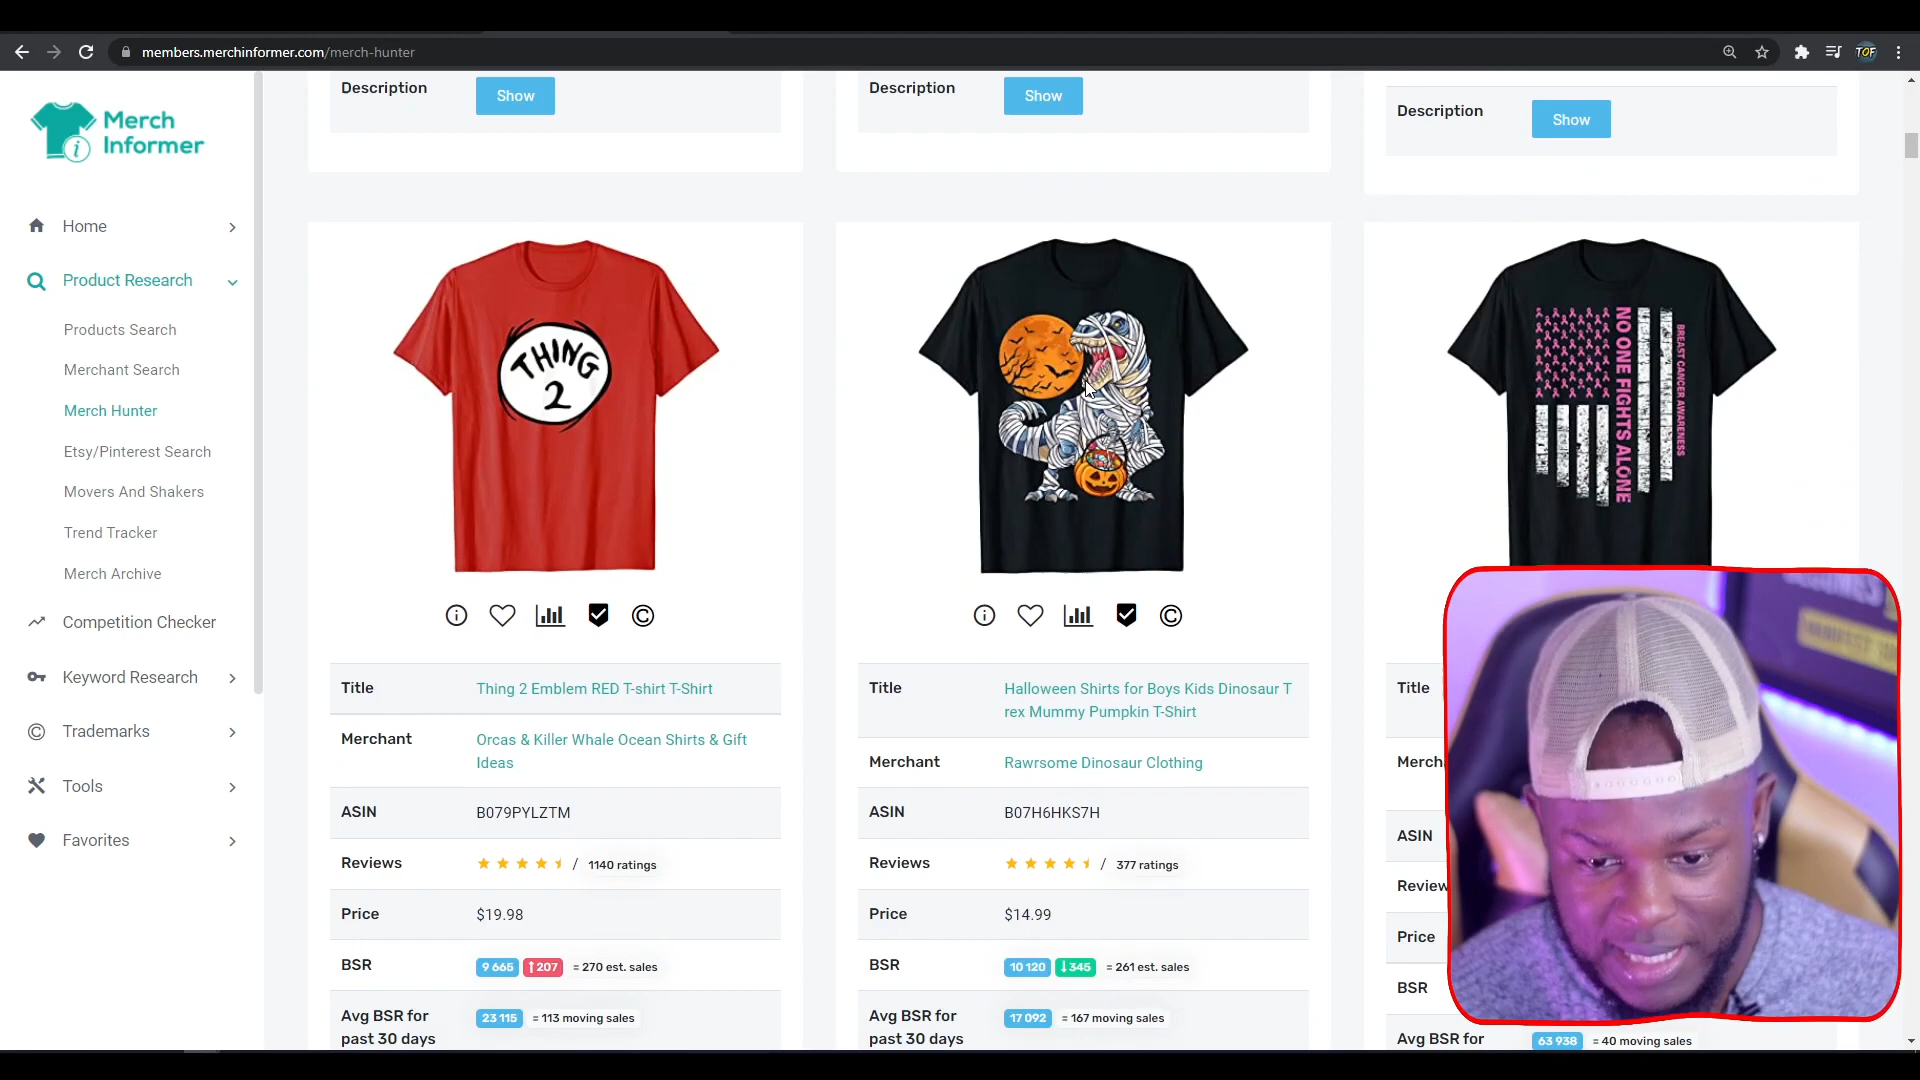 members.merchinformer.com/merch-hunter
TOF
Merch
Informer
Home
Product Research
Products Search
Merchant Search
Merch Hunter
Etsy/Pinterest Search
Movers And Shakers
Trend Tracker
Merch Archive
Competition Checker
Keyword Research
Trademarks
Tools
Favorites
Description Show
Description Show
Description Show
THING
2
NO ONE FIGHTS ALONE
BREAST CANCER AWARENESS
Title Thing 2 Emblem RED T-shirt T-Shirt
Merchant Orcas & Killer Whale Ocean Shirts & Gift
Ideas
ASIN B079PYLZTM
Reviews / 1140 ratings
Price $19.98
BSR 9 665 207 = 270 est. sales
Avg BSR for 23 115 = 113 moving sales
past 30 days
Title Halloween Shirts for Boys Kids Dinosaur T
rex Mummy Pumpkin T-Shirt
Merchant Rawrsome Dinosaur Clothing
ASIN B07H6HKS7H
Reviews / 377 ratings
Price $14.99
BSR 10 120 345 = 261 est. sales
Avg BSR for 17 092 = 167 moving sales
past 30 days
Title
Merch
ASIN
Review
Price
BSR
Avg BSR for 63 938 = 40 moving sales